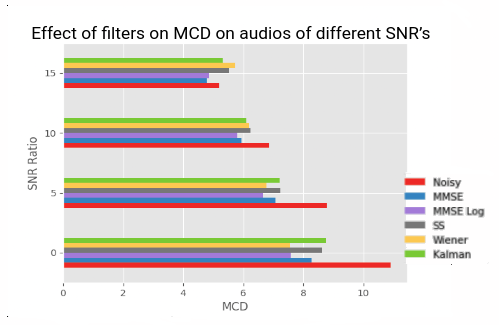 Effect of filters on MCD on audios of different SNR's
15
10
5
0
SNR Ratio
0 2 4 6 8 10
MCD
Noisy
MMSE
MMSE Log
SS
Wiener
Kalman